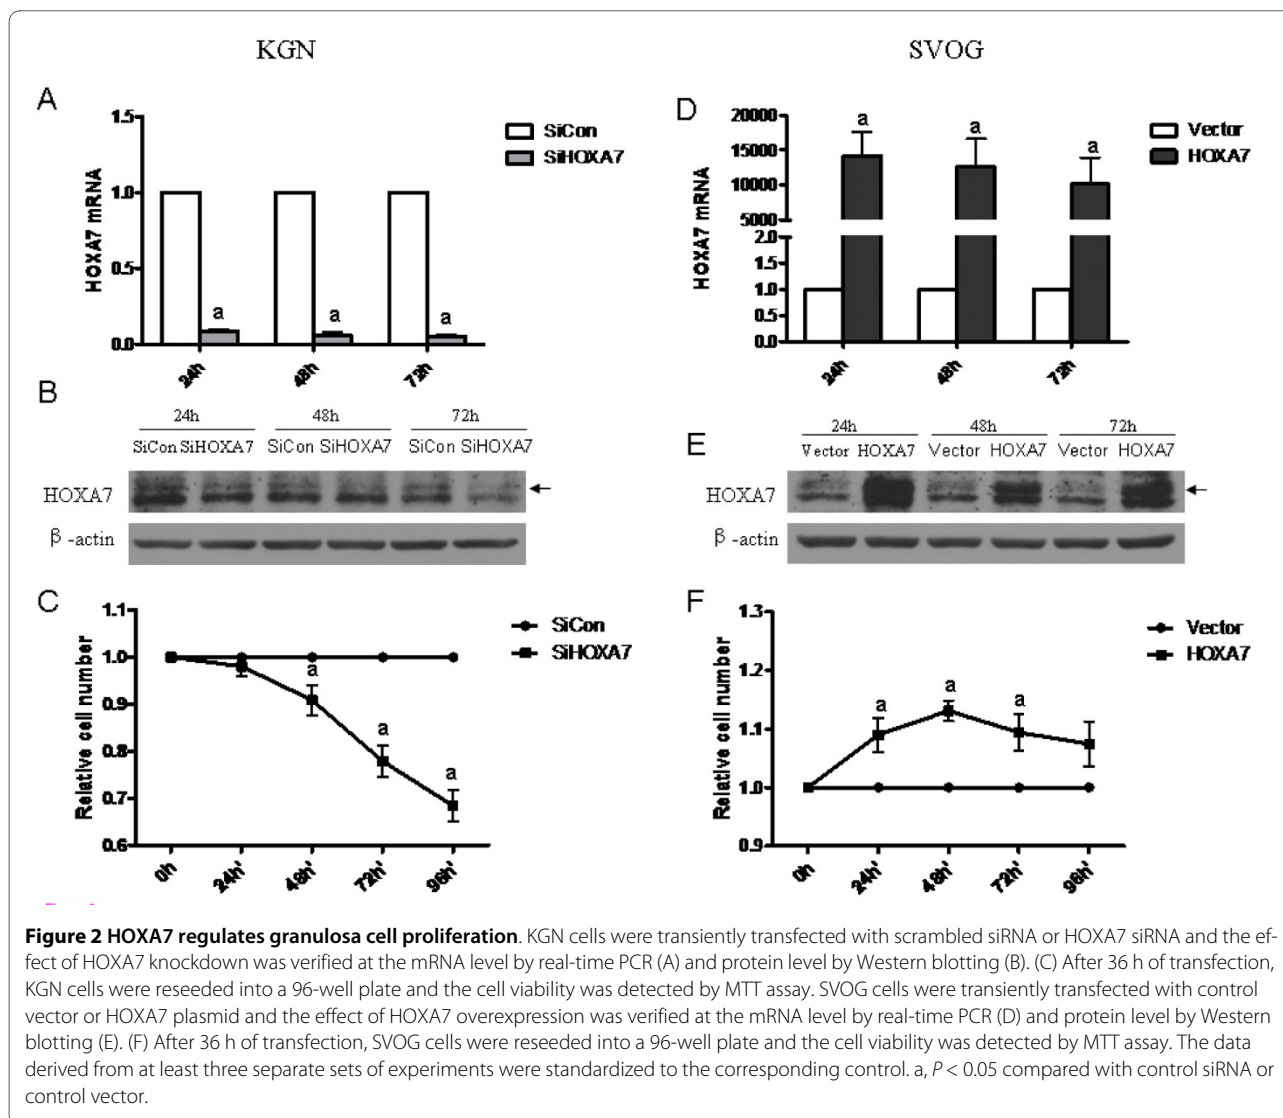 KGN
SVOG
A
1.5
1.0
0.5
0.0
HOXA7 mRNA
SiCon
SiHOXA7
a
a
a
24h
48h
72h
D
20000
15000
10000
5000
2.0
1.5
1.0
0.5
0.0
HOXA7 mRNA
Vector
HOXA7
a
a
a
24h
48h
72h
B
24h 48h 72h
SiCon SiHOXA7 SiCon SiHOXA7 SiCon SiHOXA7
HOXA7
β -actin
E
24h 48h 72h
Vector HOXA7 Vector HOXA7 Vector HOXA7
HOXA7
β -actin
C
1.1
1.0
0.9
0.8
0.7
0.6
Relative cell number
SiCon
SiHOXA7
a
a
a
0h
24h'
48h'
72h'
96h'
F
1.3
1.2
1.1
1.0
0.9
Relative cell number
Vector
HOXA7
a
a
a
0h
24h'
48h'
72h'
96h'
Figure 2 HOXA7 regulates granulosa cell proliferation. KGN cells were transiently transfected with scrambled siRNA or HOXA7 siRNA and the ef-
fect of HOXA7 knockdown was verified at the mRNA level by real-time PCR (A) and protein level by Western blotting (B). (C) After 36 h of transfection,
KGN cells were reseeded into a 96-well plate and the cell viability was detected by MTT assay. SVOG cells were transiently transfected with control
vector or HOXA7 plasmid and the effect of HOXA7 overexpression was verified at the mRNA level by real-time PCR (D) and protein level by Western
blotting (E). (F) After 36 h of transfection, SVOG cells were reseeded into a 96-well plate and the cell viability was detected by MTT assay. The data
derived from at least three separate sets of experiments were standardized to the corresponding control. a, P < 0.05 compared with control siRNA or
control vector.